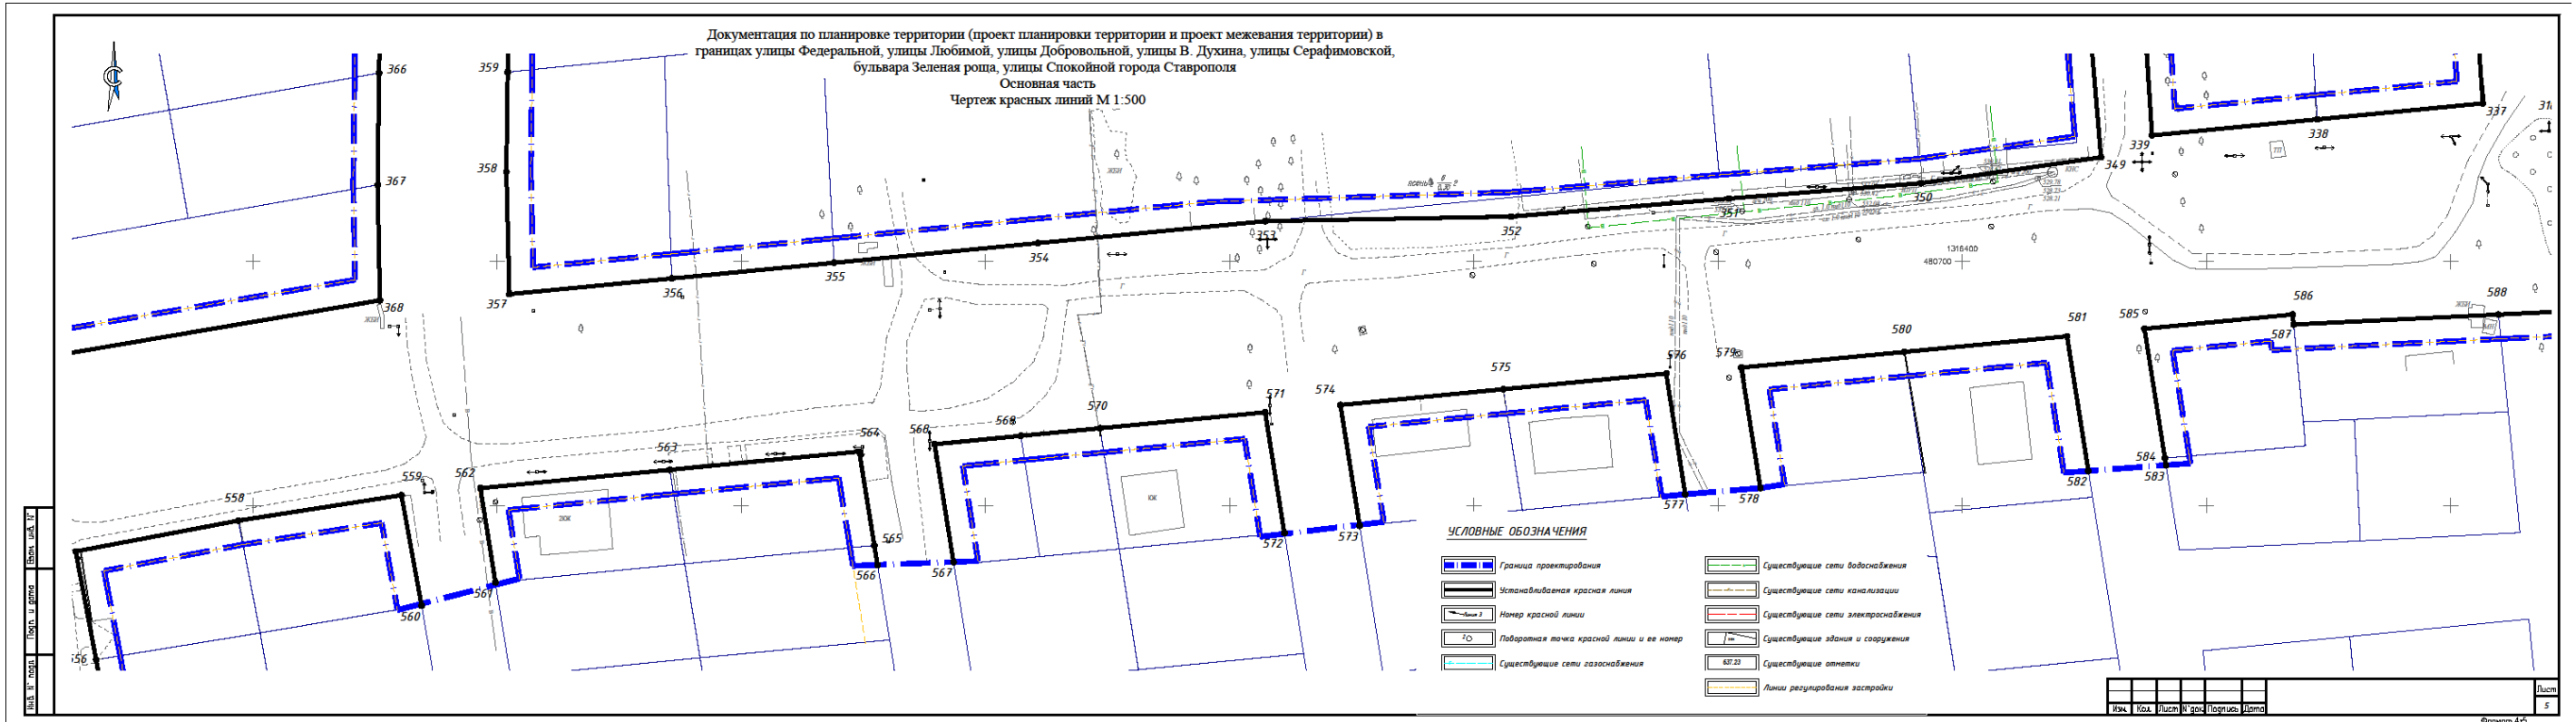 Документация по планировке территории (проект планировки территории и проект межевания территории) в
границах улицы Федеральной, улицы Любимой, улицы Добровольной, улицы В. Духина, улицы Серафимовской,
бульвара Зеленая роща, улицы Спокойной города Ставрополя
Основная часть
Чертеж красных линий М 1:500
366
359
367
358
368
357
356
355
354
353
352
351
350
349
339
338
337
1316400
480700
558
559
560
561
562
563
564
565
566
567
568
569
570
571
572
573
574
575
576
577
578
579
580
581
582
583
584
585
586
587
588
ТП
КЖ
2КЖ
УСЛОВНЫЕ ОБОЗНАЧЕНИЯ
Граница проектирования
Устанавливаемая красная линия
Номер красной линии
Поворотная точка красной линии и ее номер
Существующие сети газоснабжения
Существующие сети водоснабжения
Существующие сети канализации
Существующие сети электроснабжения
Существующие здания и сооружения
637.23 Существующие отметки
Линии регулирования застройки
Взам. инв. N°
Подп. и дата
Инв. N° подл.
Изм. Кол. Лист N°док Подпись Дата
Лист
5